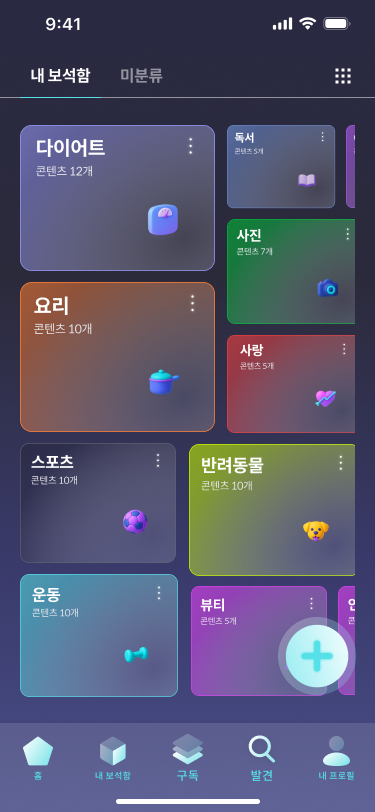 9:41
내 보석함
미분류
다이어트
콘텐츠 12개
독서
콘텐츠 5개
사진
콘텐츠 7개
요리
콘텐츠 10개
사랑
콘텐츠 5개
스포츠
콘텐츠 10개
반려동물
콘텐츠 10개
운동
콘텐츠 10개
뷰티
콘텐츠 5개
홈
내 보석함
구독
발견
내 프로필